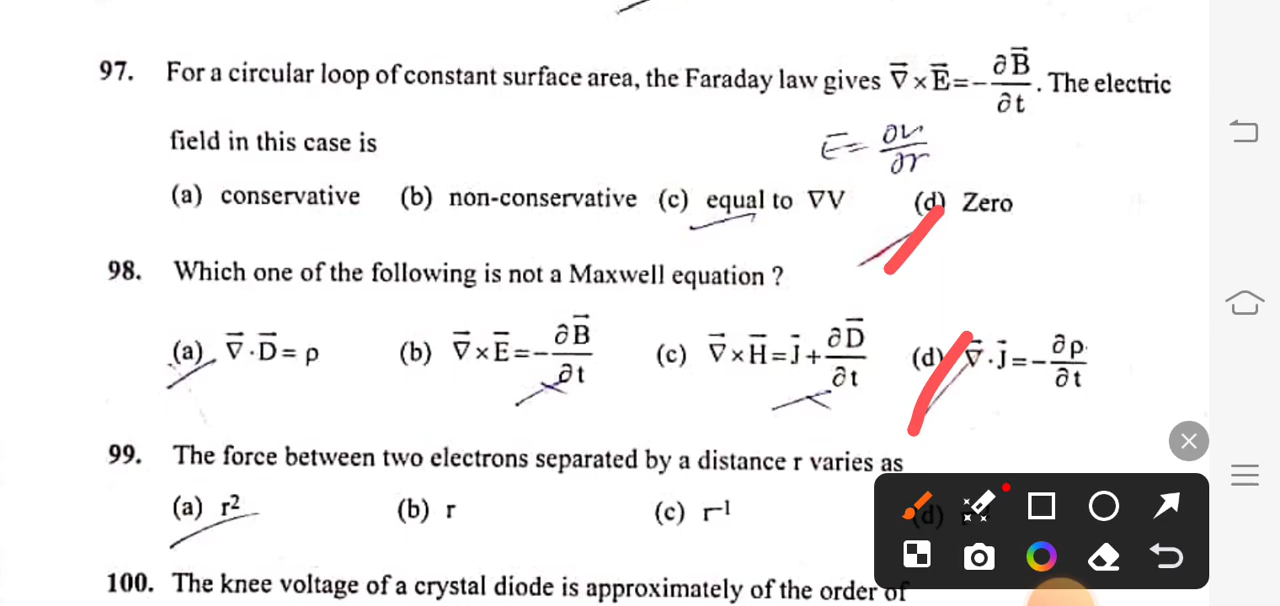 97. For a circular loop of constant surface area, the Faraday law gives ∇⃗ × E⃗ = −∂B⃗/∂t. The electric
field in this case is
E = ∂V/∂r
(a) conservative (b) non-conservative (c) equal to ∇V (d) Zero
98. Which one of the following is not a Maxwell equation ?
(a) ∇⃗ · D⃗ = ρ (b) ∇⃗ × E⃗ = −∂B⃗/∂t (c) ∇⃗ × H⃗ = J⃗ + ∂D⃗/∂t (d) ∇⃗ · J⃗ = −∂ρ/∂t
99. The force between two electrons separated by a distance r varies as
(a) r² (b) r (c) r⁻¹ (d)
100. The knee voltage of a crystal diode is approximately of the order of